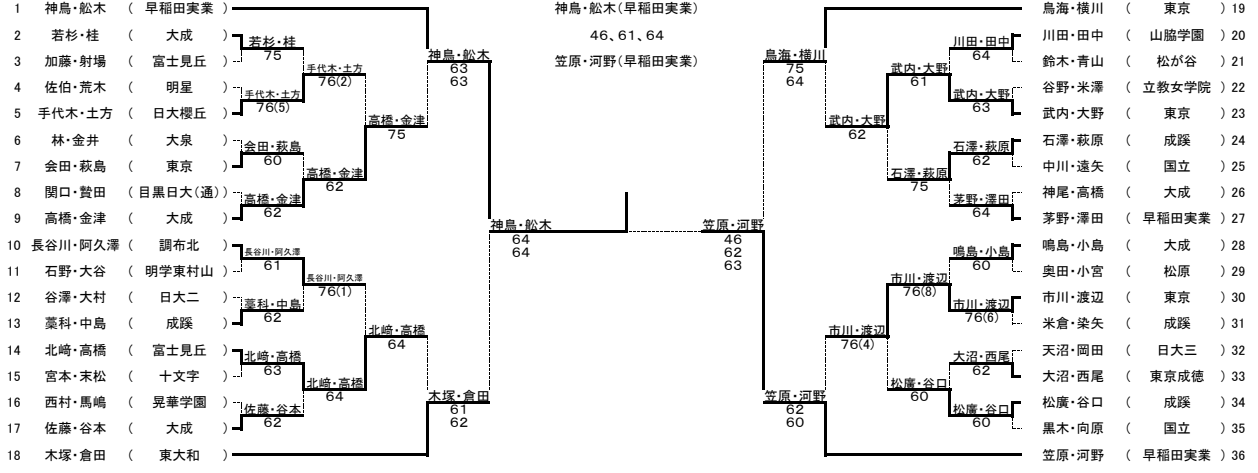 1 神鳥・舩木 ( 早稲田実業 )
2 若杉・桂 ( 大成 )
3 加藤・射場 ( 富士見丘 )
4 佐伯・荒木 ( 明星 )
5 手代木・土方 ( 日大櫻丘 )
6 林・金井 ( 大泉 )
7 会田・萩島 ( 東京 )
8 関口・贄田 ( 目黒日大(通) )
9 高橋・金津 ( 大成 )
10 長谷川・阿久澤 ( 調布北 )
11 石野・大谷 ( 明学東村山 )
12 谷澤・大村 ( 日大二 )
13 藁科・中島 ( 成蹊 )
14 北﨑・高橋 ( 富士見丘 )
15 宮本・末松 ( 十文字 )
16 西村・馬嶋 ( 晃華学園 )
17 佐藤・谷本 ( 大成 )
18 木塚・倉田 ( 東大和 )
若杉・桂
75
手代木・土方
76(5)
会田・萩島
60
高橋・金津
62
長谷川・阿久澤
61
藁科・中島
62
北﨑・高橋
63
佐藤・谷本
62
手代木・土方
76(2)
高橋・金津
62
長谷川・阿久澤
76(1)
北﨑・高橋
64
高橋・金津
75
北﨑・高橋
64
神鳥・舩木
63
63
木塚・倉田
61
62
神鳥・舩木
64
64
神鳥・舩木(早稲田実業)
46、61、64
笠原・河野(早稲田実業)
笠原・河野
46
62
63
鳥海・横川
75
64
笠原・河野
62
60
武内・大野
62
市川・渡辺
76(4)
武内・大野
61
石澤・萩原
75
市川・渡辺
76(8)
松廣・谷口
60
川田・田中
64
武内・大野
63
石澤・萩原
62
茅野・澤田
64
鳴島・小島
60
市川・渡辺
76(6)
大沼・西尾
62
松廣・谷口
60
鳥海・横川 ( 東京 ) 19
川田・田中 ( 山脇学園 ) 20
鈴木・青山 ( 松が谷 ) 21
谷野・米澤 ( 立教女学院 ) 22
武内・大野 ( 東京 ) 23
石澤・萩原 ( 成蹊 ) 24
中川・遠矢 ( 国立 ) 25
神尾・高橋 ( 大成 ) 26
茅野・澤田 ( 早稲田実業 ) 27
鳴島・小島 ( 大成 ) 28
奥田・小宮 ( 松原 ) 29
市川・渡辺 ( 東京 ) 30
米倉・染矢 ( 成蹊 ) 31
天沼・岡田 ( 日大三 ) 32
大沼・西尾 ( 東京成徳 ) 33
松廣・谷口 ( 成蹊 ) 34
黒木・向原 ( 国立 ) 35
笠原・河野 ( 早稲田実業 ) 36